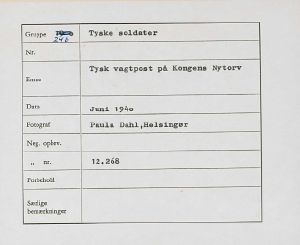 Gruppe 24b Tyske soldater
Nr.
Emne Tysk vagtpost på Kongens Nytorv
Dato Juni 1940
Fotograf Paula Dahl,Helsingør
Neg. opbev.
„ nr. 12.268
Forbehold
Særlige
bemærkninger